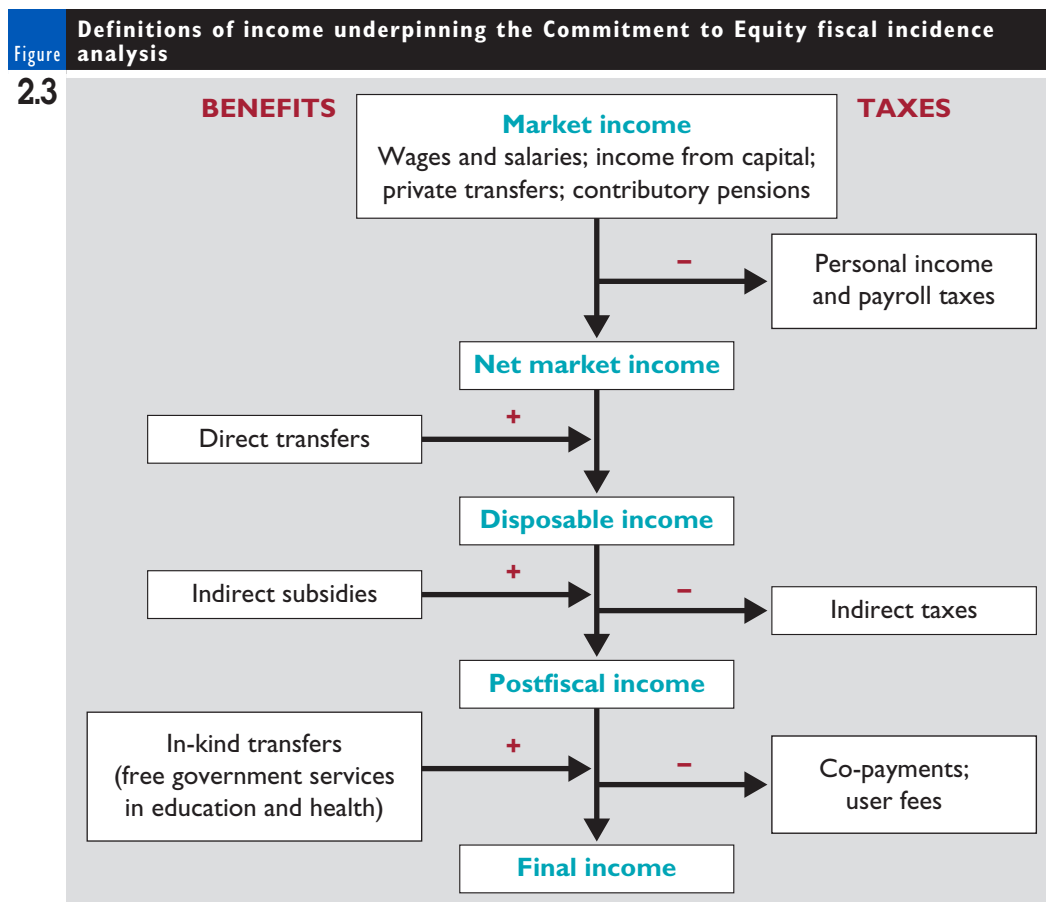 Figure
2.3
Definitions of income underpinning the Commitment to Equity fiscal incidence
analysis
BENEFITS
TAXES
Market income
Wages and salaries; income from capital;
private transfers; contributory pensions
–
Personal income
and payroll taxes
Net market income
+
Direct transfers
Disposable income
+
Indirect subsidies
–
Indirect taxes
Postfiscal income
In-kind transfers
(free government services
in education and health)
+
–
Co-payments;
user fees
Final income